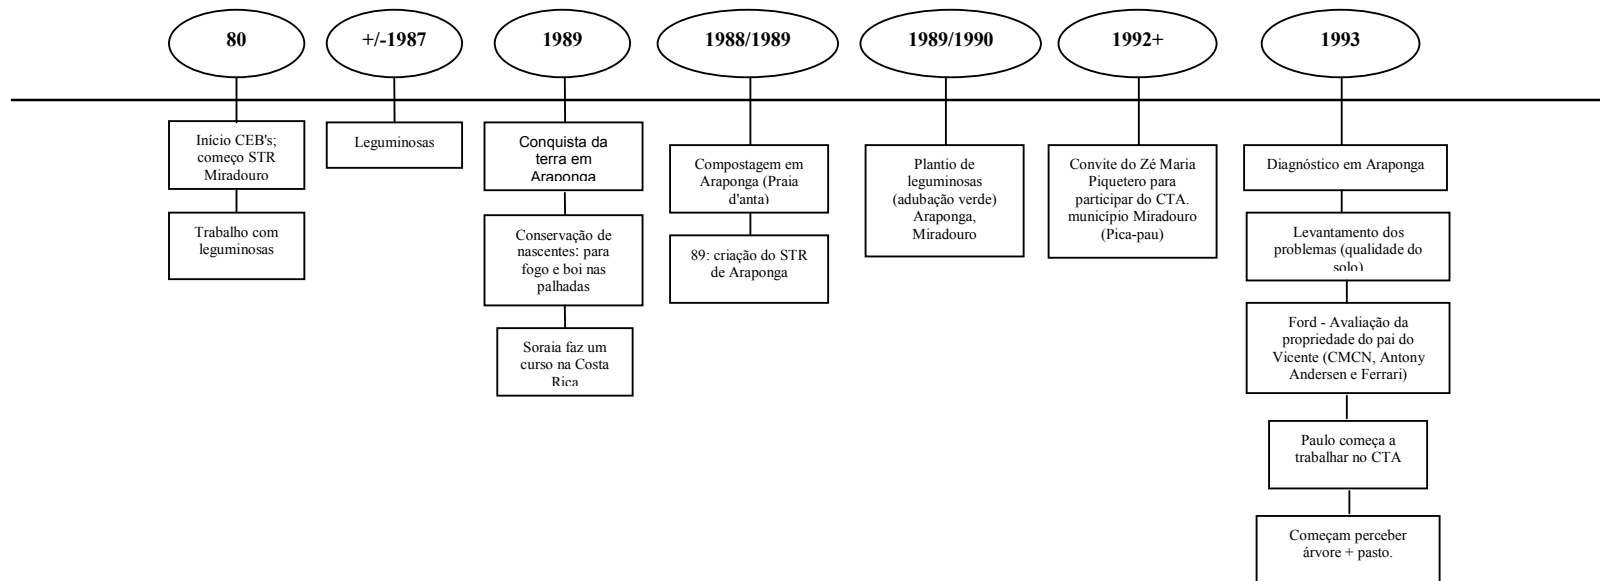 80
+/-1987
1989
1988/1989
1989/1990
1992+
1993
Início CEB's;
começo STR
Miradouro
Trabalho com
leguminosas
Leguminosas
Conquista da
terra em
Araponga
Conservação de
nascentes: para
fogo e boi nas
palhadas
Soraia faz um
curso na Costa
Rica
Compostagem em
Araponga (Praia
d'anta)
89: criação do STR
de Araponga
Plantio de
leguminosas
(adubação verde)
Araponga,
Miradouro
Convite do Zé Maria
Piquetero para
participar do CTA.
município Miradouro
(Pica-pau)
Diagnóstico em Araponga
Levantamento dos
problemas (qualidade do
solo)
Ford - Avaliação da
propriedade do pai do
Vicente (CMCN, Antony
Andersen e Ferrari)
Paulo começa a
trabalhar no CTA
Começam perceber
árvore + pasto.